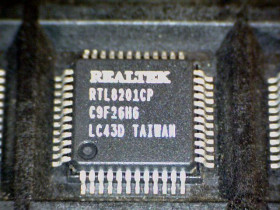 REALTEK
RTL8201CP
C9F26H6
LC43D TAIWAN